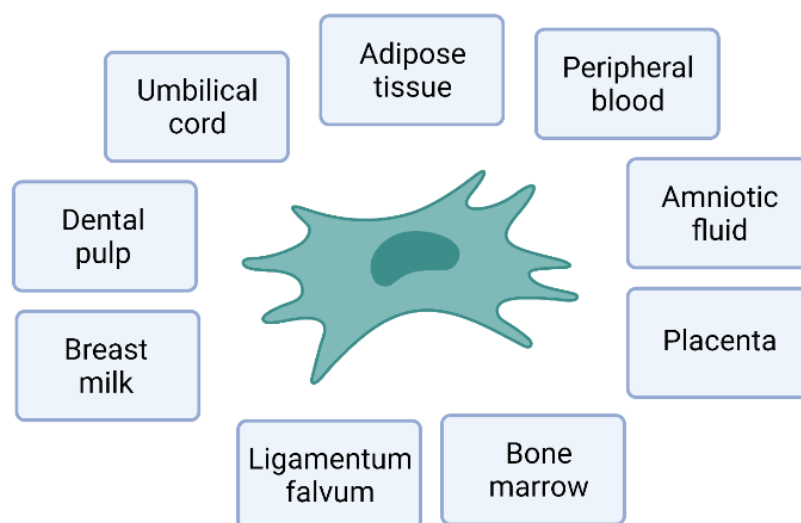 Adipose
tissue
Peripheral
blood
Umbilical
cord
Amniotic
fluid
Dental
pulp
Placenta
Breast
milk
Bone
marrow
Ligamentum
falvum